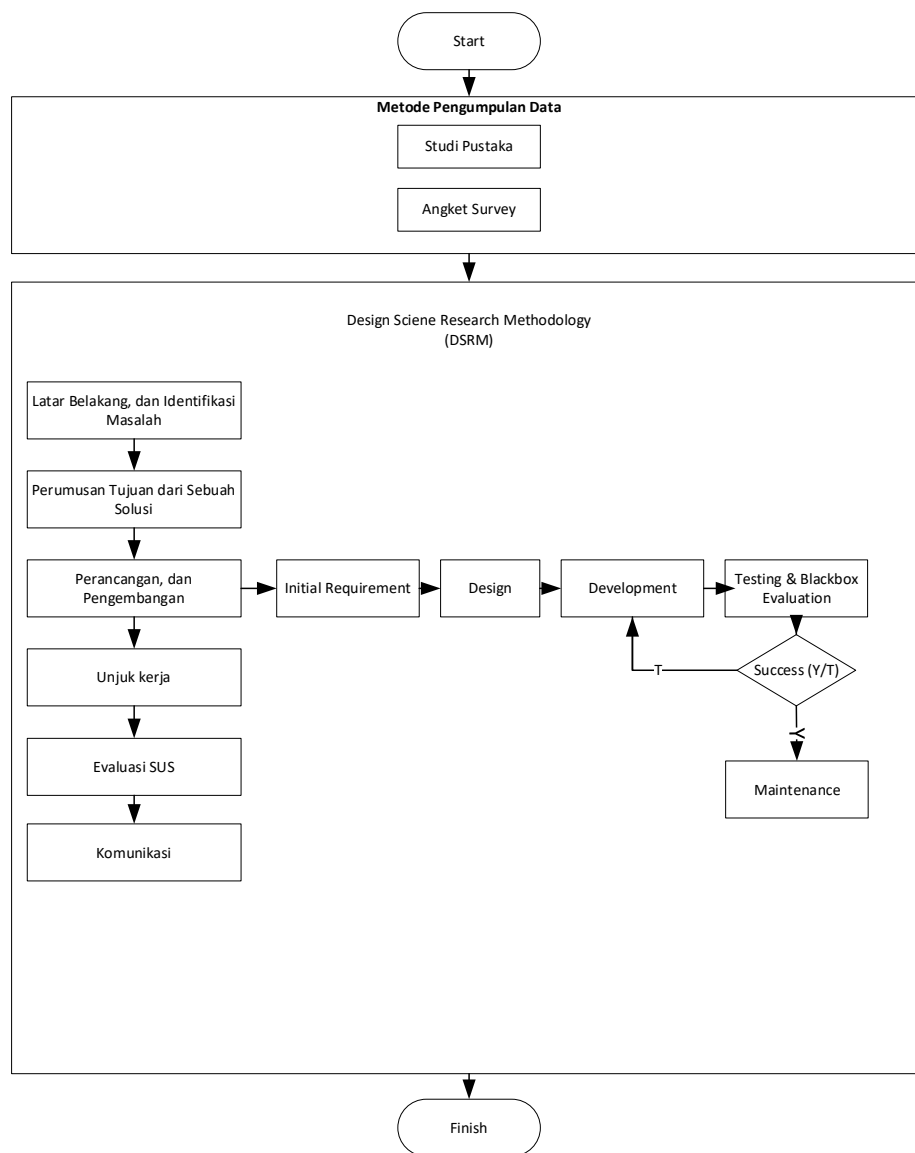 Start
Metode Pengumpulan Data
Studi Pustaka
Angket Survey
Design Sciene Research Methodology
(DSRM)
Latar Belakang, dan Identifikasi
Masalah
Perumusan Tujuan dari Sebuah
Solusi
Perancangan, dan
Pengembangan
Initial Requirement
Design
Development
Testing & Blackbox
Evaluation
Unjuk kerja
T
Success (Y/T)
Y
Evaluasi SUS
Maintenance
Komunikasi
Finish